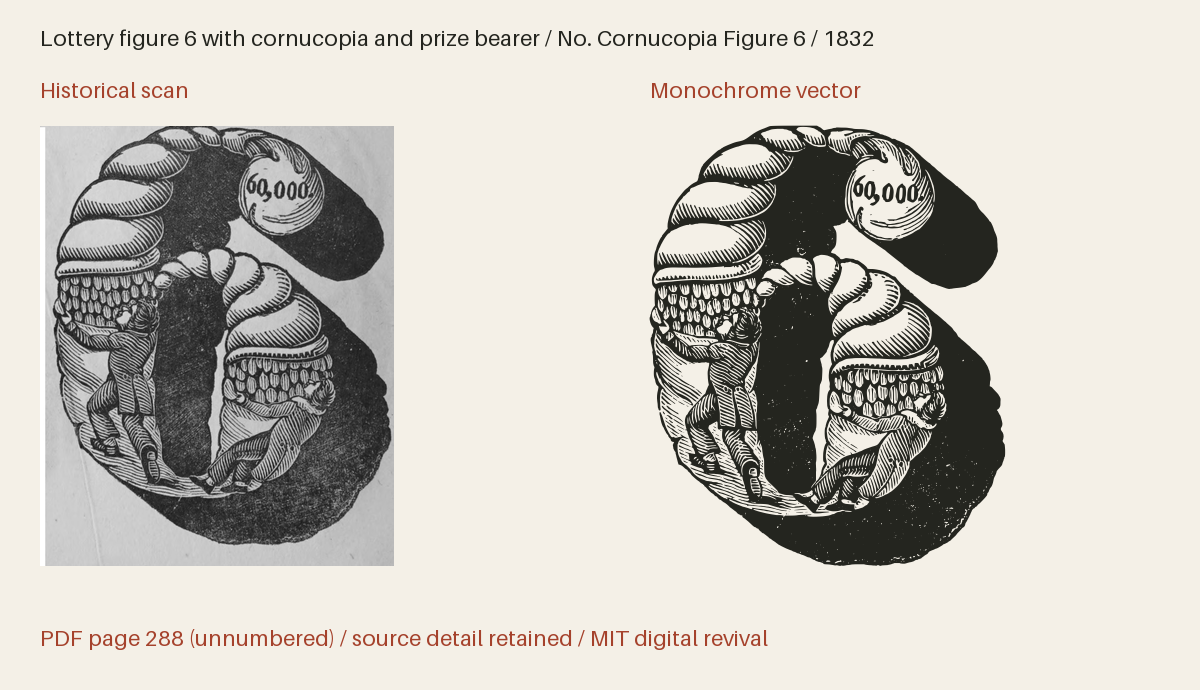 Lottery figure 6 with cornucopia and prize bearer / No. Cornucopia Figure 6 / 1832
Historical scan
Monochrome vector
60,000.
60,000.
PDF page 288 (unnumbered) / source detail retained / MIT digital revival